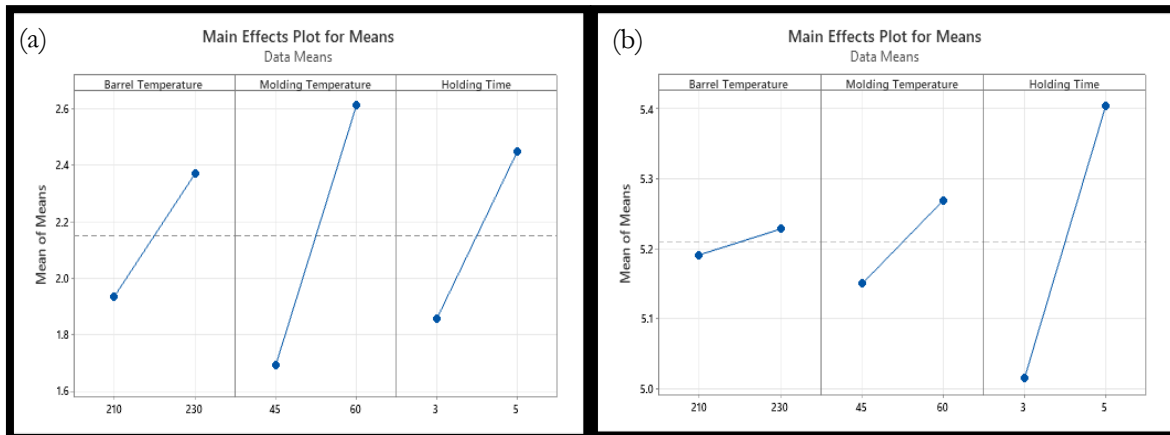 (a)
Main Effects Plot for Means
Data Means
Barrel Temperature Molding Temperature Holding Time
2.6
2.4
2.2
2.0
1.8
1.6
Mean of Means
210 230 45 60 3 5
(b)
Main Effects Plot for Means
Data Means
Barrel Temperature Molding Temperature Holding Time
5.4
5.3
5.2
5.1
5.0
Mean of Means
210 230 45 60 3 5